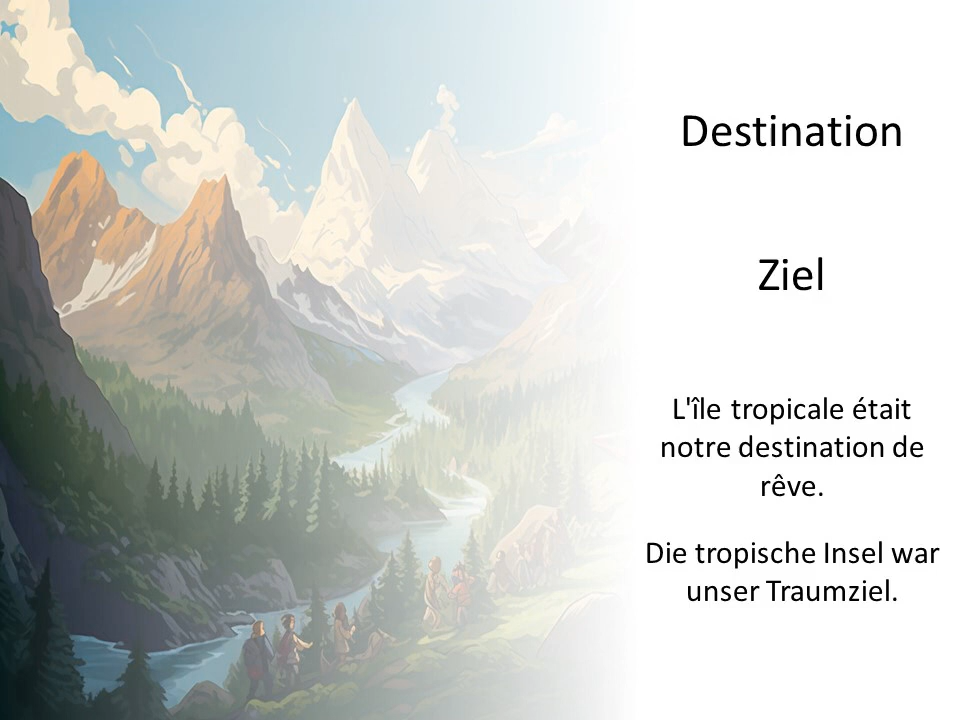 Destination
Ziel
L'île tropicale était
notre destination de
rêve.
Die tropische Insel war
unser Traumziel.